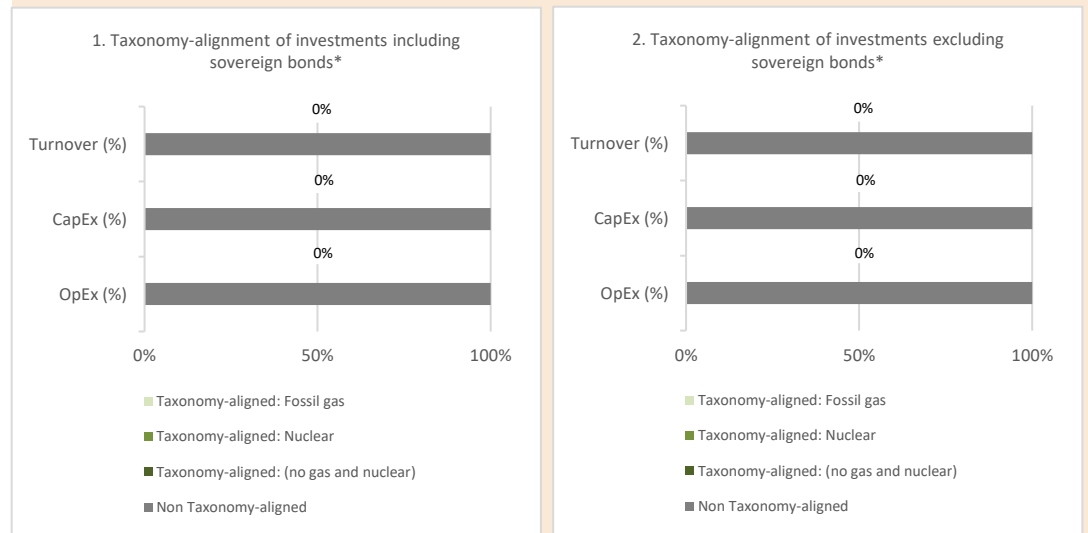 1. Taxonomy-alignment of investments including
sovereign bonds*
0%
Turnover (%)
0%
CapEx (%)
0%
OpEx (%)
0% 50% 100%
Taxonomy-aligned: Fossil gas
Taxonomy-aligned: Nuclear
Taxonomy-aligned: (no gas and nuclear)
Non Taxonomy-aligned
2. Taxonomy-alignment of investments excluding
sovereign bonds*
0%
Turnover (%)
0%
CapEx (%)
0%
OpEx (%)
0% 50% 100%
Taxonomy-aligned: Fossil gas
Taxonomy-aligned: Nuclear
Taxonomy-aligned: (no gas and nuclear)
Non Taxonomy-aligned